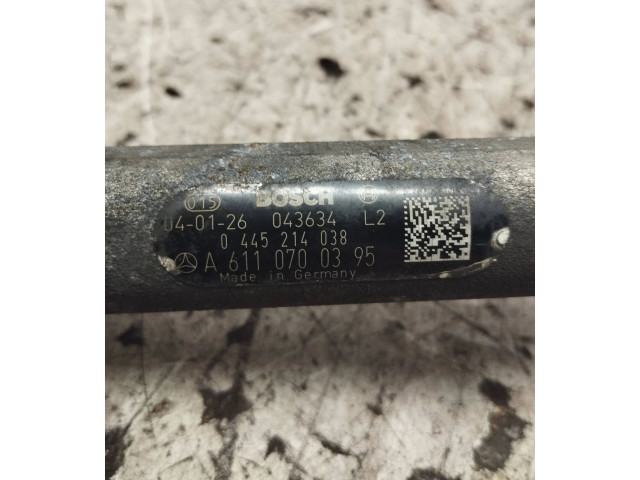 015 BOSCH
04-01-26 043634 L2
0 445 214 038
A 611 070 03 95
Made in Germany